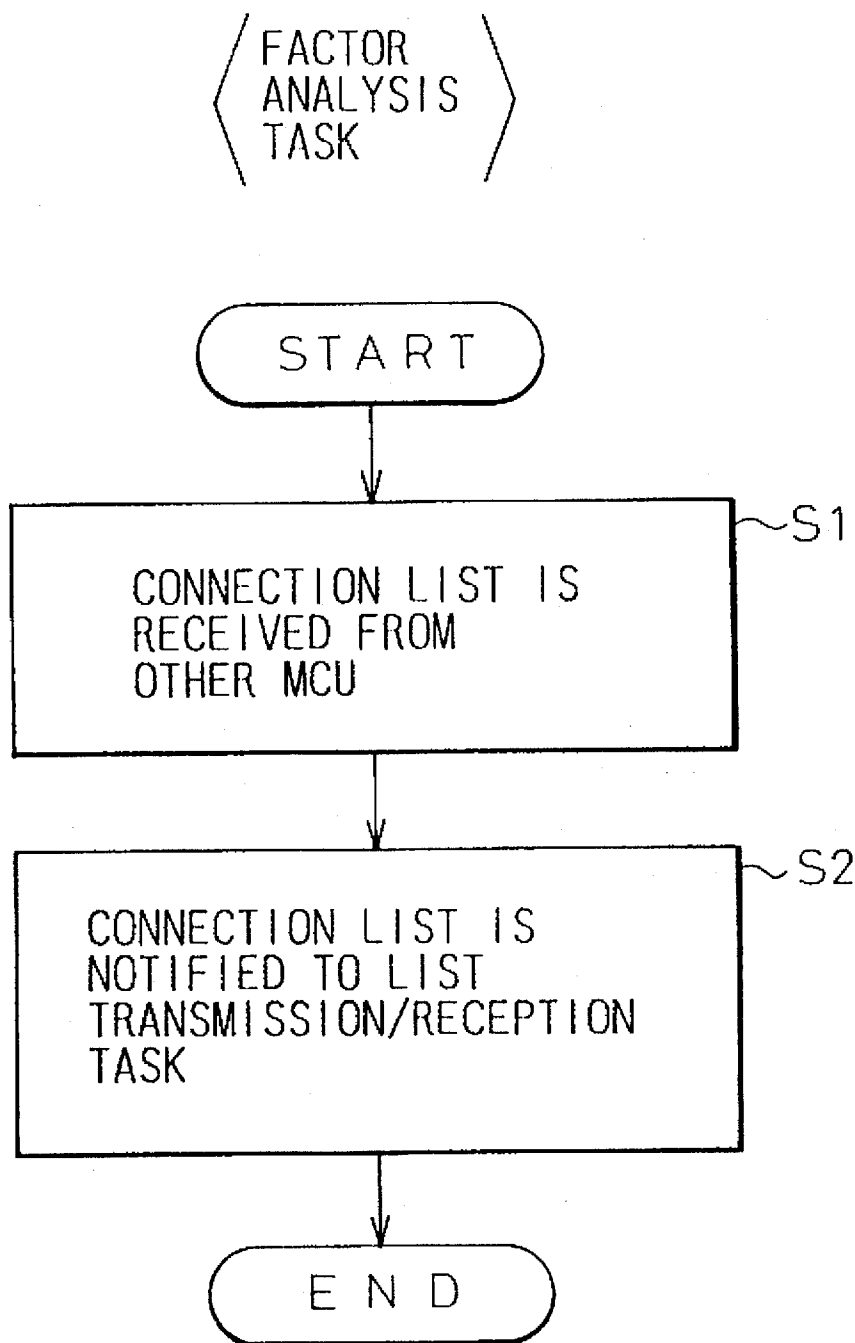 FACTOR
ANALYSIS
TASK
START
S1
CONNECTION LIST IS
RECEIVED FROM
OTHER MCU
S2
CONNECTION LIST IS
NOTIFIED TO LIST
TRANSMISSION/RECEPTION
TASK
END